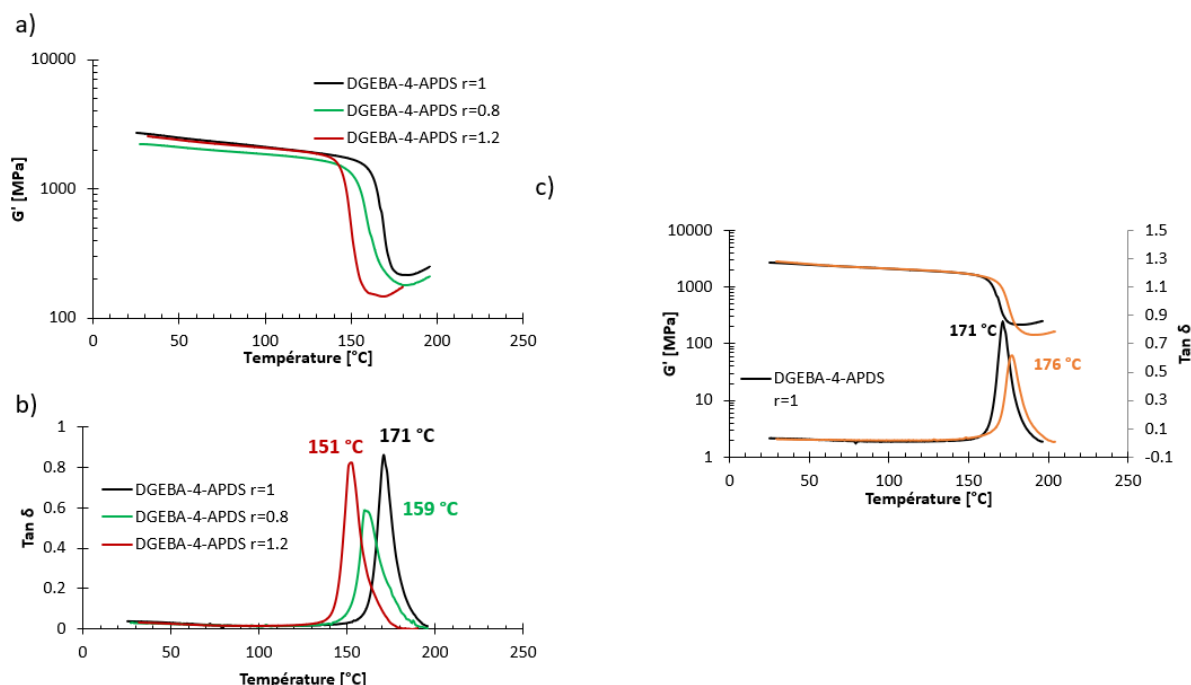 a)
10000
1000
100
G' [MPa]
DGEBA-4-APDS r=1
DGEBA-4-APDS r=0.8
DGEBA-4-APDS r=1.2
0
50
100
150
200
250
Température [°C]
b)
1
0.8
0.6
0.4
0.2
0
Tan δ
DGEBA-4-APDS r=1
DGEBA-4-APDS r=0.8
DGEBA-4-APDS r=1.2
151 °C
171 °C
159 °C
0
50
100
150
200
250
Température [°C]
c)
10000
1000
100
10
1
G' [MPa]
1.5
1.3
1.1
0.9
0.7
0.5
0.3
0.1
-0.1
Tan δ
171 °C
176 °C
DGEBA-4-APDS
r=1
0
50
100
150
200
250
Température [°C]